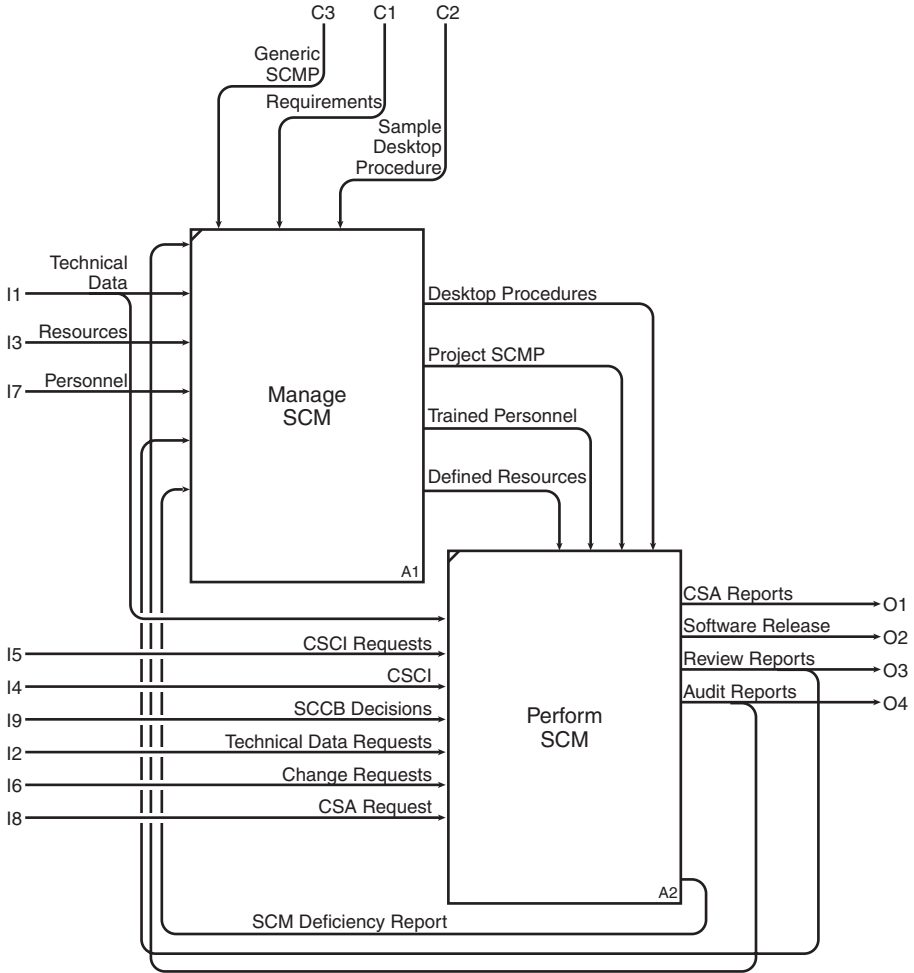 C3
C1
C2
Generic
SCMP
Requirements
Sample
Desktop
Procedure
Technical
Data
I1
I3
Resources
I7
Personnel
Manage
SCM
A1
Desktop Procedures
Project SCMP
Trained Personnel
Defined Resources
I5
CSCI Requests
I4
CSCI
I9
SCCB Decisions
I2
Technical Data Requests
I6
Change Requests
I8
CSA Request
Perform
SCM
A2
CSA Reports
O1
Software Release
O2
Review Reports
O3
Audit Reports
O4
SCM Deficiency Report